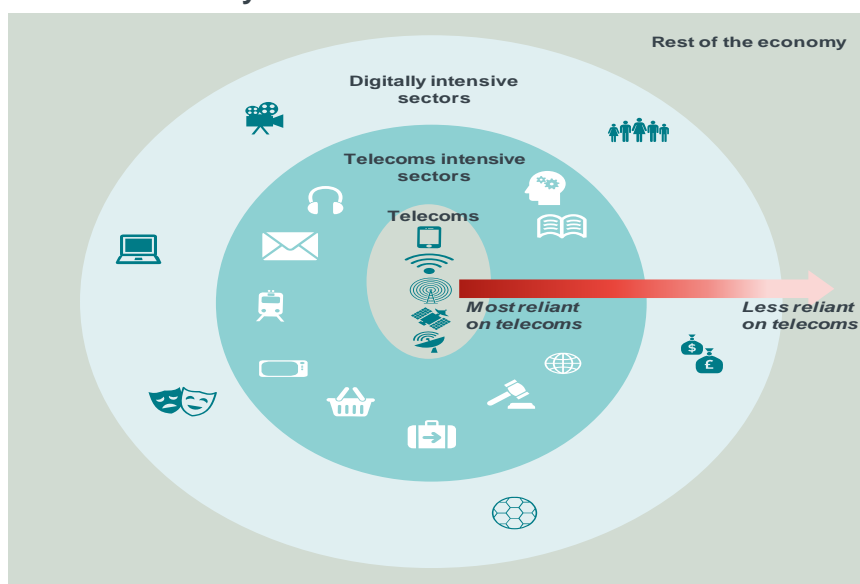 Rest of the economy
Digitally intensive
sectors
Telecoms intensive
sectors
Telecoms
Most reliant
on telecoms
Less reliant
on telecoms
$
£